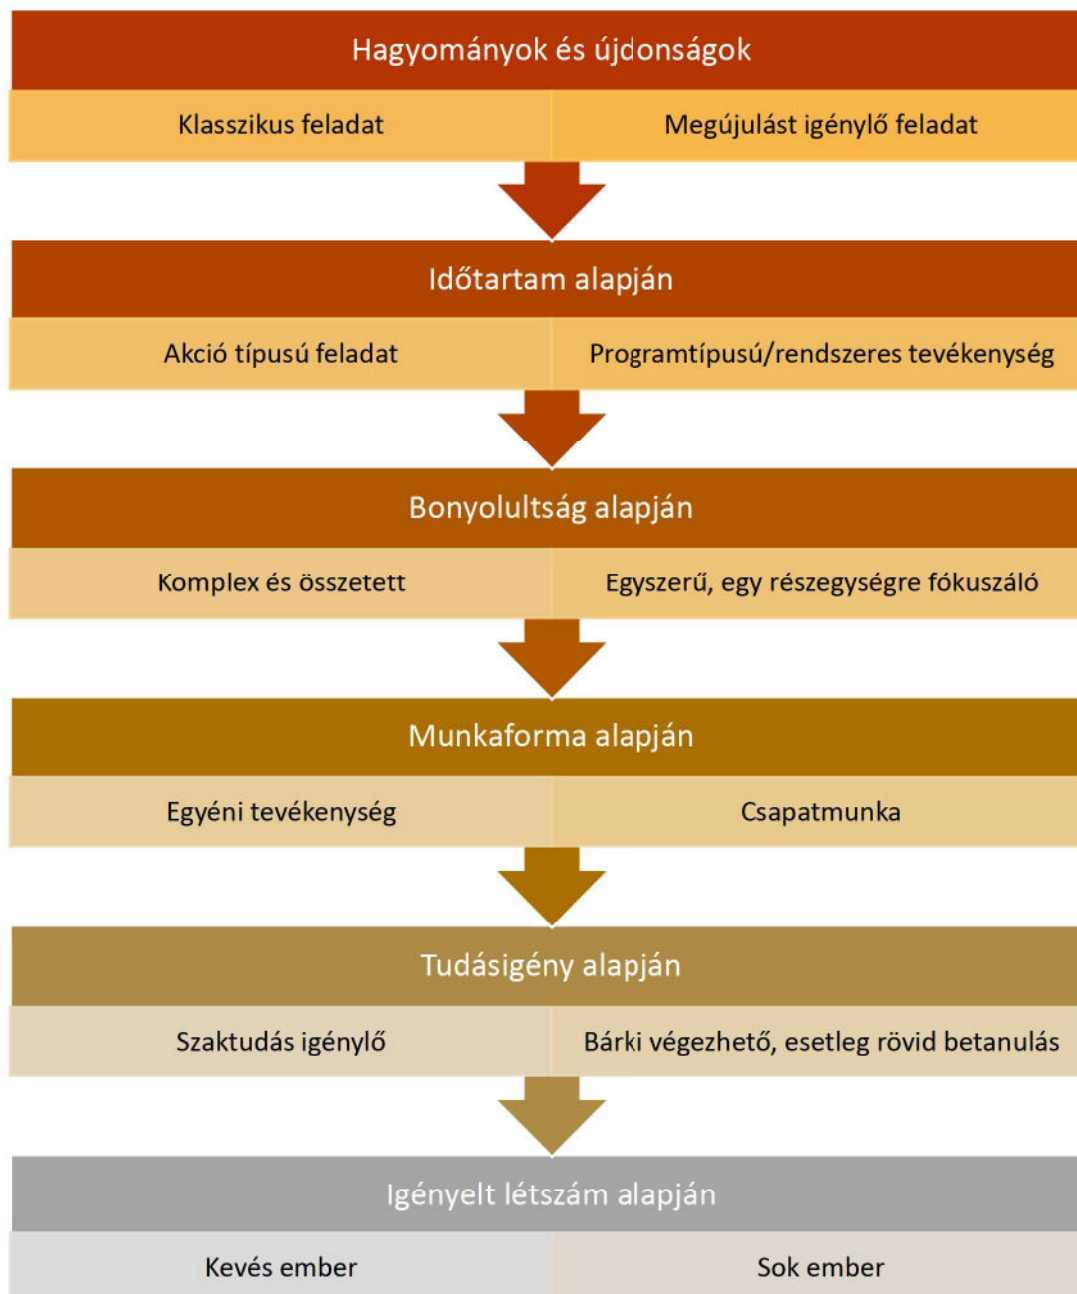 Hagyományok és újdonságok
Klasszikus feladat
Megújulást igénylő feladat
Időtartam alapján
Akció típusú feladat
Programtípusú/rendszeres tevékenység
Bonyolultság alapján
Komplex és összetett
Egyszerű, egy részegységre fókuszáló
Munkaforma alapján
Egyéni tevékenység
Csapatmunka
Tudásigény alapján
Szaktudás igénylő
Bárki végezhető, esetleg rövid betanulás
Igényelt létszám alapján
Kevés ember
Sok ember